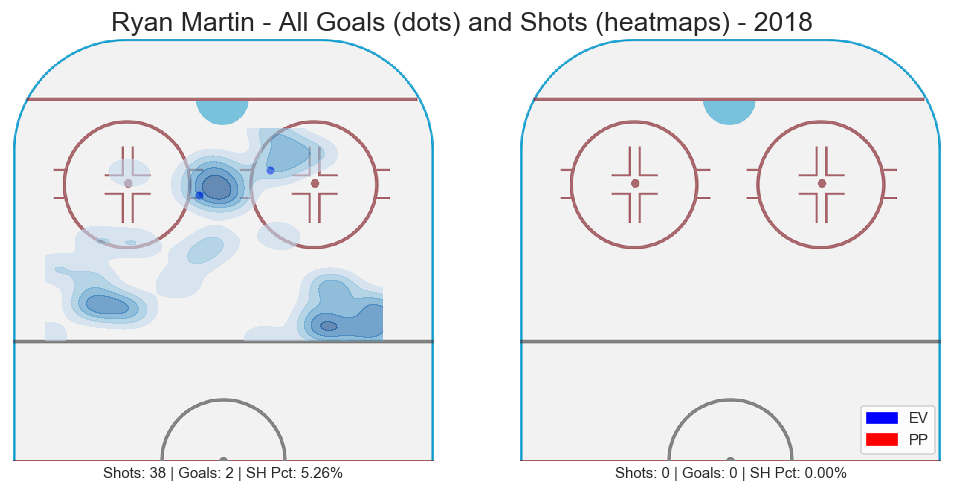 Ryan Martin - All Goals (dots) and Shots (heatmaps) - 2018
EV
PP
Shots: 38 | Goals: 2 | SH Pct: 5.26%
Shots: 0 | Goals: 0 | SH Pct: 0.00%